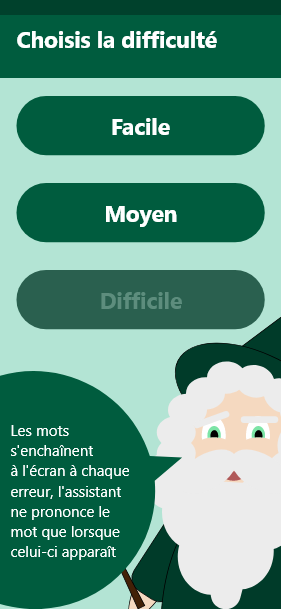 Choisis la difficulté
Facile
Moyen
Difficile
Les mots
s'enchaînent
à l'écran à chaque
erreur, l'assistant
ne prononce le
mot que lorsque
celui-ci apparaît